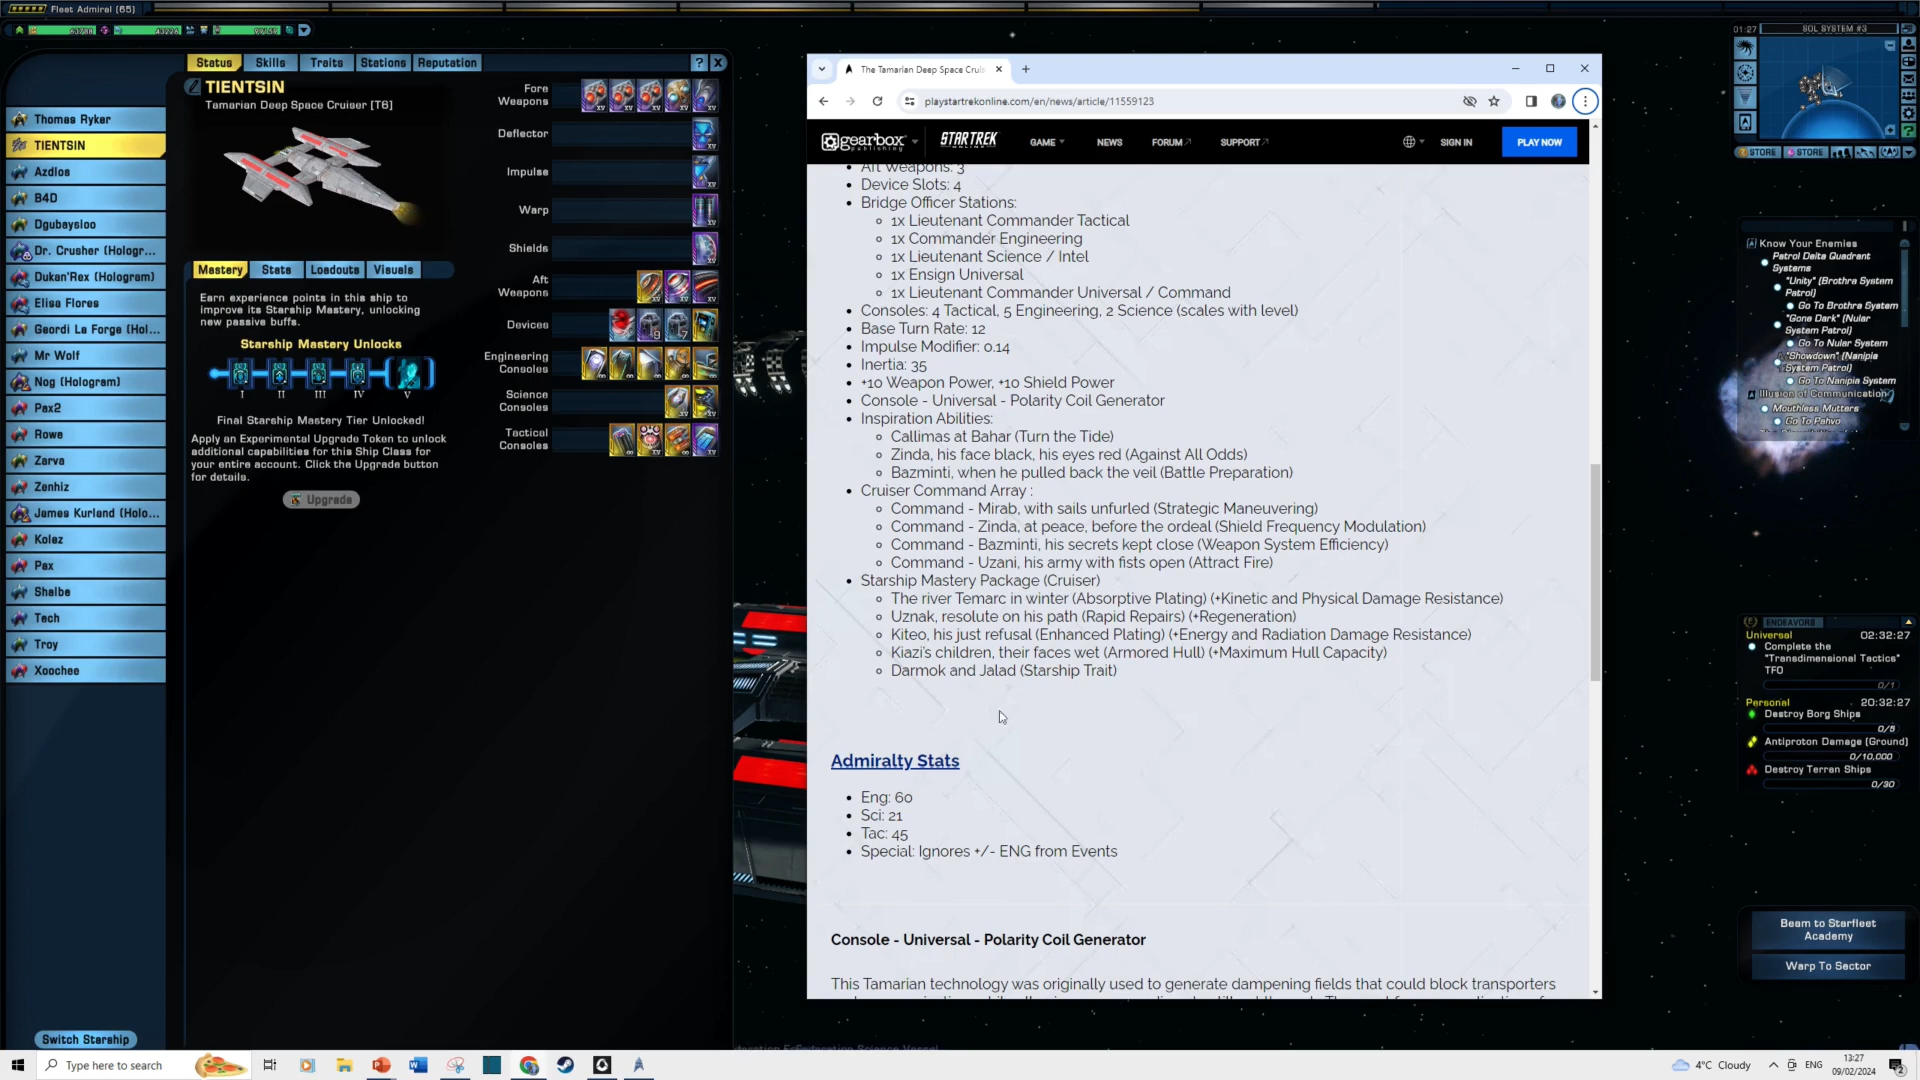 Fleet Admiral (65)
Status
Skills
Traits
Stations
Reputation
?
X
TIENTSIN
Tamarian Deep Space Cruiser [T6]
Thomas Ryker
TIENTSIN
Azdlos
B4D
Dgubaysioo
Dr. Crusher (Hologr...
Dukan'Rex (Hologram)
Elisa Flores
Geordi La Forge (Hol...
Mr Wolf
Nog (Hologram)
Pax2
Rowe
Zarva
Zenhiz
James Kurland (Holo...
Kolez
Pax
Shalbe
Tech
Troy
Xoochee
Switch Starship
Mastery
Stats
Loadouts
Visuals
Earn experience points in this ship to
improve its Starship Mastery, unlocking
new passive buffs.
Starship Mastery Unlocks
I II III IV V
Final Starship Mastery Tier Unlocked!
Apply an Experimental Upgrade Token to unlock
additional capabilities for this Ship Class for
your entire account. Click the Upgrade button
for details.
Upgrade
Fore
Weapons
Deflector
Impulse
Warp
Shields
Aft
Weapons
Devices
Engineering
Consoles
Science
Consoles
Tactical
Consoles
The Tamarian Deep Space Cruis
playstartrekonline.com/en/news/article/11559123
gearbox
publishing
STAR TREK
ONLINE
GAME
NEWS
FORUM
SUPPORT
SIGN IN
PLAY NOW
Aft Weapons: 3
Device Slots: 4
Bridge Officer Stations:
1x Lieutenant Commander Tactical
1x Commander Engineering
1x Lieutenant Science / Intel
1x Ensign Universal
1x Lieutenant Commander Universal / Command
Consoles: 4 Tactical, 5 Engineering, 2 Science (scales with level)
Base Turn Rate: 12
Impulse Modifier: 0.14
Inertia: 35
+10 Weapon Power, +10 Shield Power
Console - Universal - Polarity Coil Generator
Inspiration Abilities:
Callimas at Bahar (Turn the Tide)
Zinda, his face black, his eyes red (Against All Odds)
Bazminti, when he pulled back the veil (Battle Preparation)
Cruiser Command Array :
Command - Mirab, with sails unfurled (Strategic Maneuvering)
Command - Zinda, at peace, before the ordeal (Shield Frequency Modulation)
Command - Bazminti, his secrets kept close (Weapon System Efficiency)
Command - Uzani, his army with fists open (Attract Fire)
Starship Mastery Package (Cruiser)
The river Temarc in winter (Absorptive Plating) (+Kinetic and Physical Damage Resistance)
Uznak, resolute on his path (Rapid Repairs) (+Regeneration)
Kiteo, his just refusal (Enhanced Plating) (+Energy and Radiation Damage Resistance)
Kiazi's children, their faces wet (Armored Hull) (+Maximum Hull Capacity)
Darmok and Jalad (Starship Trait)
Admiralty Stats
Eng: 60
Sci: 21
Tac: 45
Special: Ignores +/- ENG from Events
Console - Universal - Polarity Coil Generator
This Tamarian technology was originally used to generate dampening fields that could block transporters
01:27
SOL SYSTEM #3
STORE
STORE
Know Your Enemies
Patrol Delta Quadrant
Systems
"Unity" (Brothra System
Patrol)
Go To Brothra System
"Gone Dark" (Nular
System Patrol)
Go To Nular System
"Showdown" (Nanipia
System Patrol)
Go To Nanipia System
Illusion of Communication
Mouthless Mutters
Go To Pahvo
ENDEAVORS
Universal 02:32:27
Complete the
"Transdimensional Tactics"
TFO
0/1
Personal 20:32:27
Destroy Borg Ships
0/5
Antiproton Damage (Ground)
0/10,000
Destroy Terran Ships
0/30
Beam to Starfleet
Academy
Warp To Sector
Type here to search
4°C Cloudy
ENG
13:27
09/02/2024